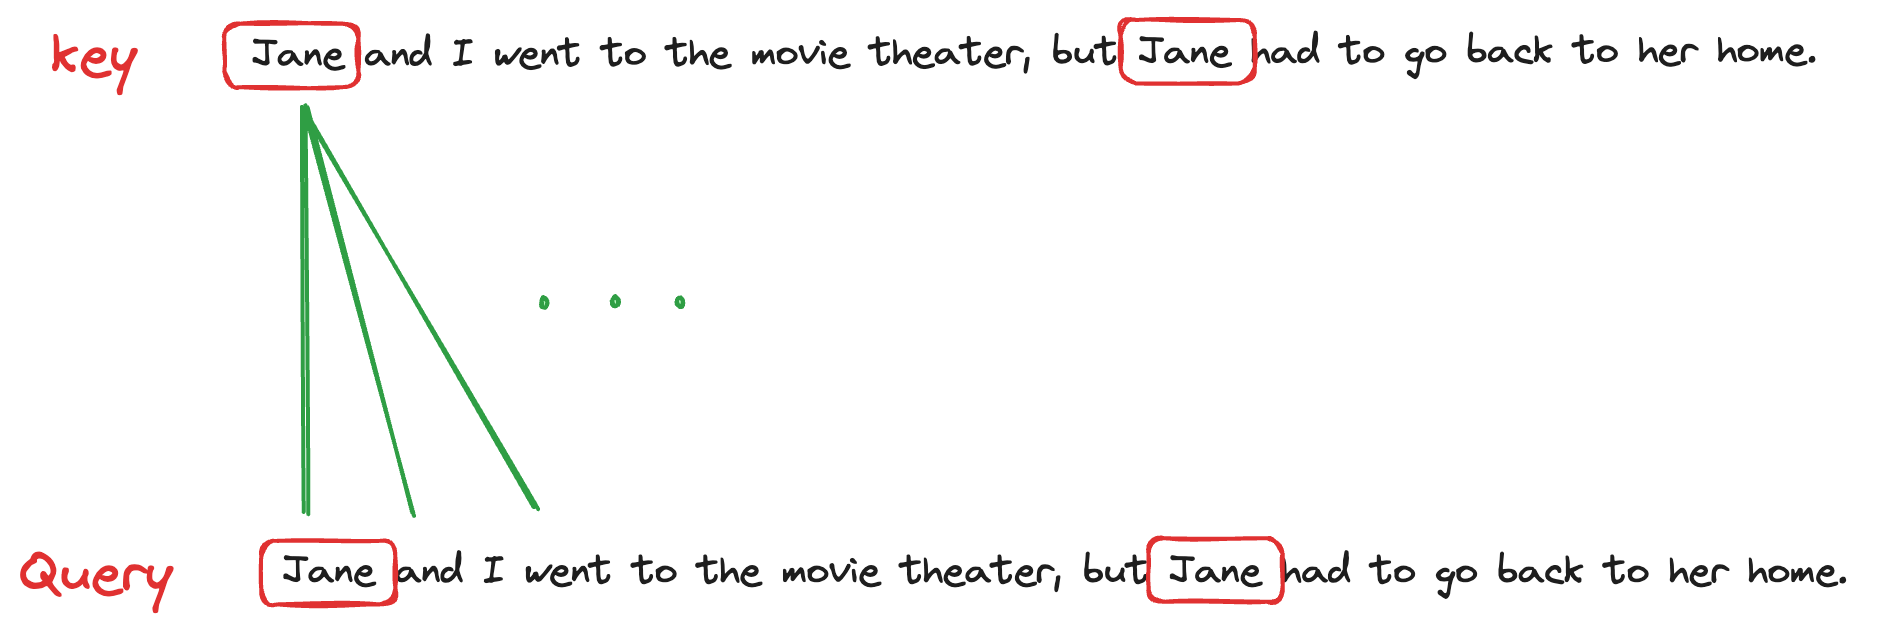 key Jane and I went to the movie theater, but Jane had to go back to her home.
Query Jane and I went to the movie theater, but Jane had to go back to her home.